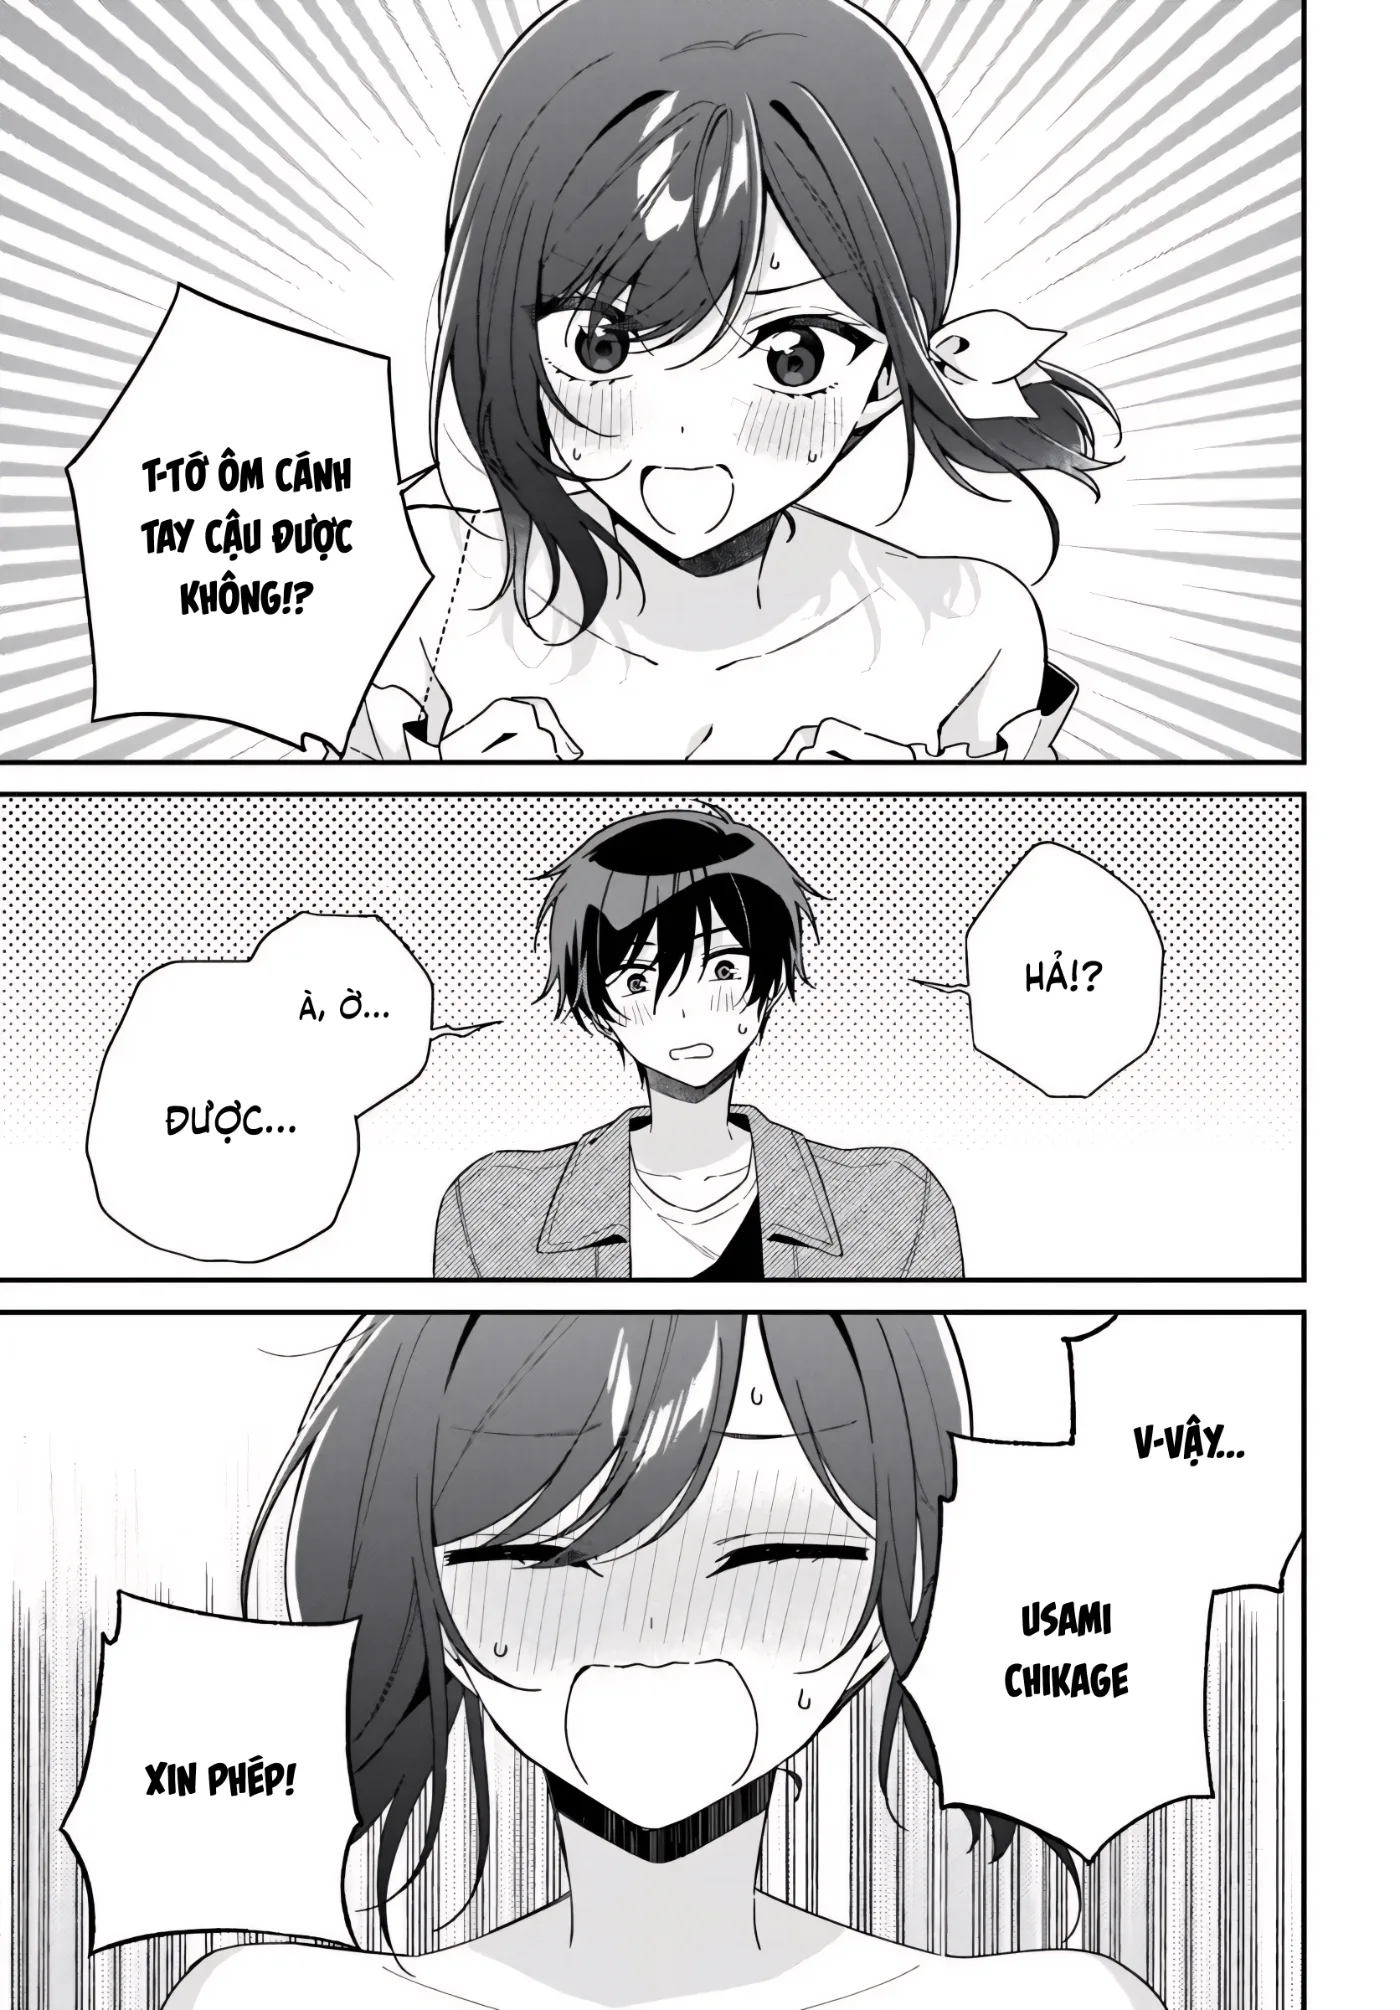 T-TỚ ÔM CÁNH
TAY CẬU ĐƯỢC
KHÔNG!?
HẢ!?
À, Ờ...
ĐƯỢC...
V-VẬY...
USAMI
CHIKAGE
XIN PHÉP!